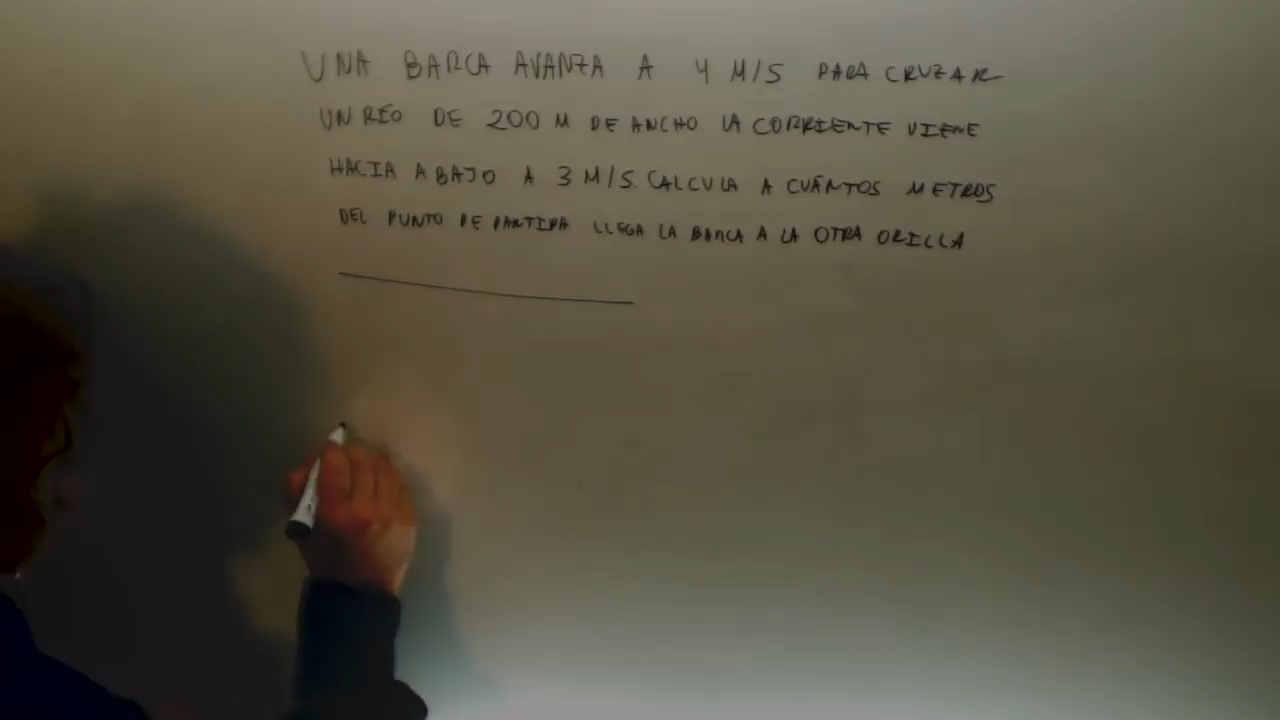 UNA BARCA AVANZA A 4 M/S PARA CRUZAR
UN RÍO DE 200 M DE ANCHO LA CORRIENTE VIENE
HACIA ABAJO A 3 M/S. CALCULA A CUÁNTOS METROS
DEL PUNTO DE PARTIDA LLEGA LA BARCA A LA OTRA ORILLA